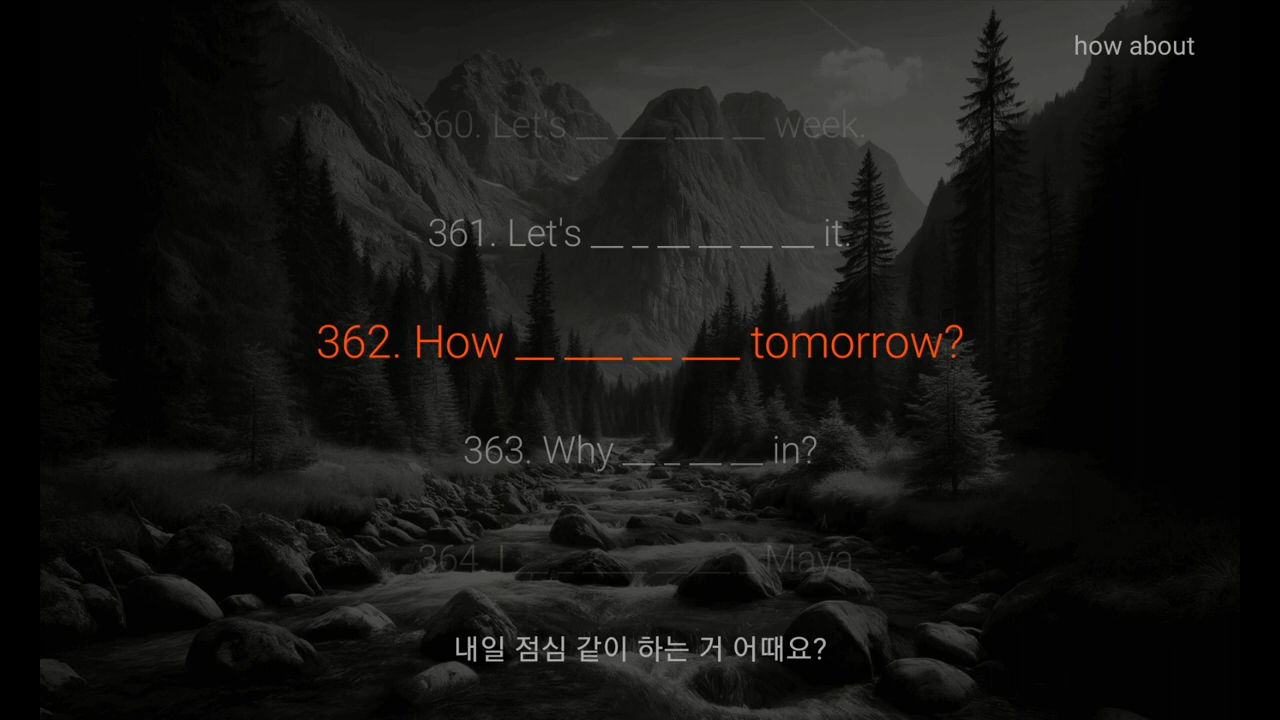 how about
360. Let's __ ___ ___ __ week.
361. Let's __ _ __ __ __ __ it.
362. How __ ___ __ ___ tomorrow?
363. Why __ _ __ __ in?
364. I Maya.
내일 점심 같이 하는 거 어때요?